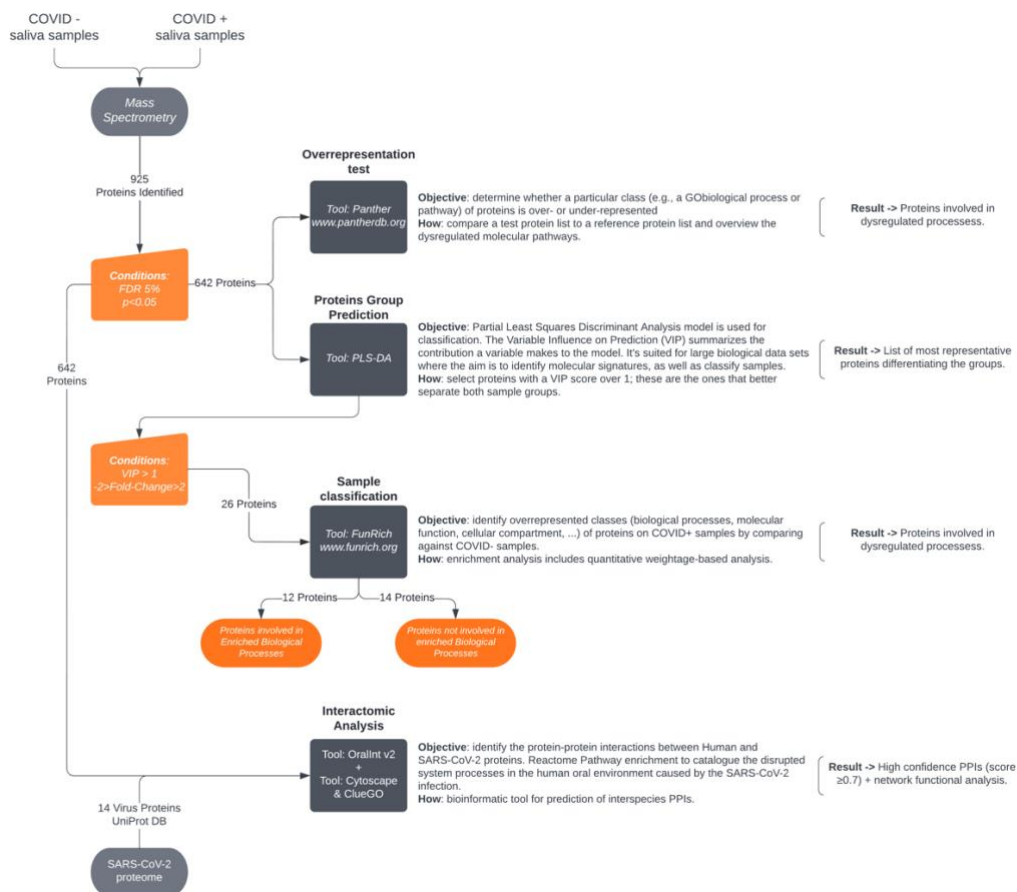 COVID -
saliva samples
COVID +
saliva samples
Mass
Spectrometry
925
Proteins Identified
Conditions:
FDR 5%
p<0.05
642 Proteins
642
Proteins
Overrepresentation
test
Tool: Panther
www.pantherdb.org
Objective: determine whether a particular class (e.g., a GObiological process or
pathway) of proteins is over- or under-represented
How: compare a test protein list to a reference protein list and overview the
dysregulated molecular pathways.
Result -> Proteins involved in
dysregulated processess.
Proteins Group
Prediction
Tool: PLS-DA
Objective: Partial Least Squares Discriminant Analysis model is used for
classification. The Variable Influence on Prediction (VIP) summarizes the
contribution a variable makes to the model. It's suited for large biological data sets
where the aim is to identify molecular signatures, as well as classify samples.
How: select proteins with a VIP score over 1; these are the ones that better
separate both sample groups.
Result -> List of most representative
proteins differentiating the groups.
Conditions:
VIP > 1
-2>Fold-Change>2
26 Proteins
Sample
classification
Tool: FunRich
www.funrich.org
Objective: identify overrepresented classes (biological processes, molecular
function, cellular compartment, ...) of proteins on COVID+ samples by comparing
against COVID- samples.
How: enrichment analysis includes quantitative weightage-based analysis.
Result -> Proteins involved in
dysregulated processess.
12 Proteins
14 Proteins
Proteins involved in
Enriched Biological
Processes
Proteins not involved in
enriched Biological
Processes
Interactomic
Analysis
Tool: OralInt v2
+
Tool: Cytoscape
& ClueGO
Objective: identify the protein-protein interactions between Human and
SARS-CoV-2 proteins. Reactome Pathway enrichment to catalogue the disrupted
system processes in the human oral environment caused by the SARS-CoV-2
infection.
How: bioinformatic tool for prediction of interspecies PPIs.
Result -> High confidence PPIs (score
≥0.7) + network functional analysis.
14 Virus Proteins
UniProt DB
SARS-CoV-2
proteome